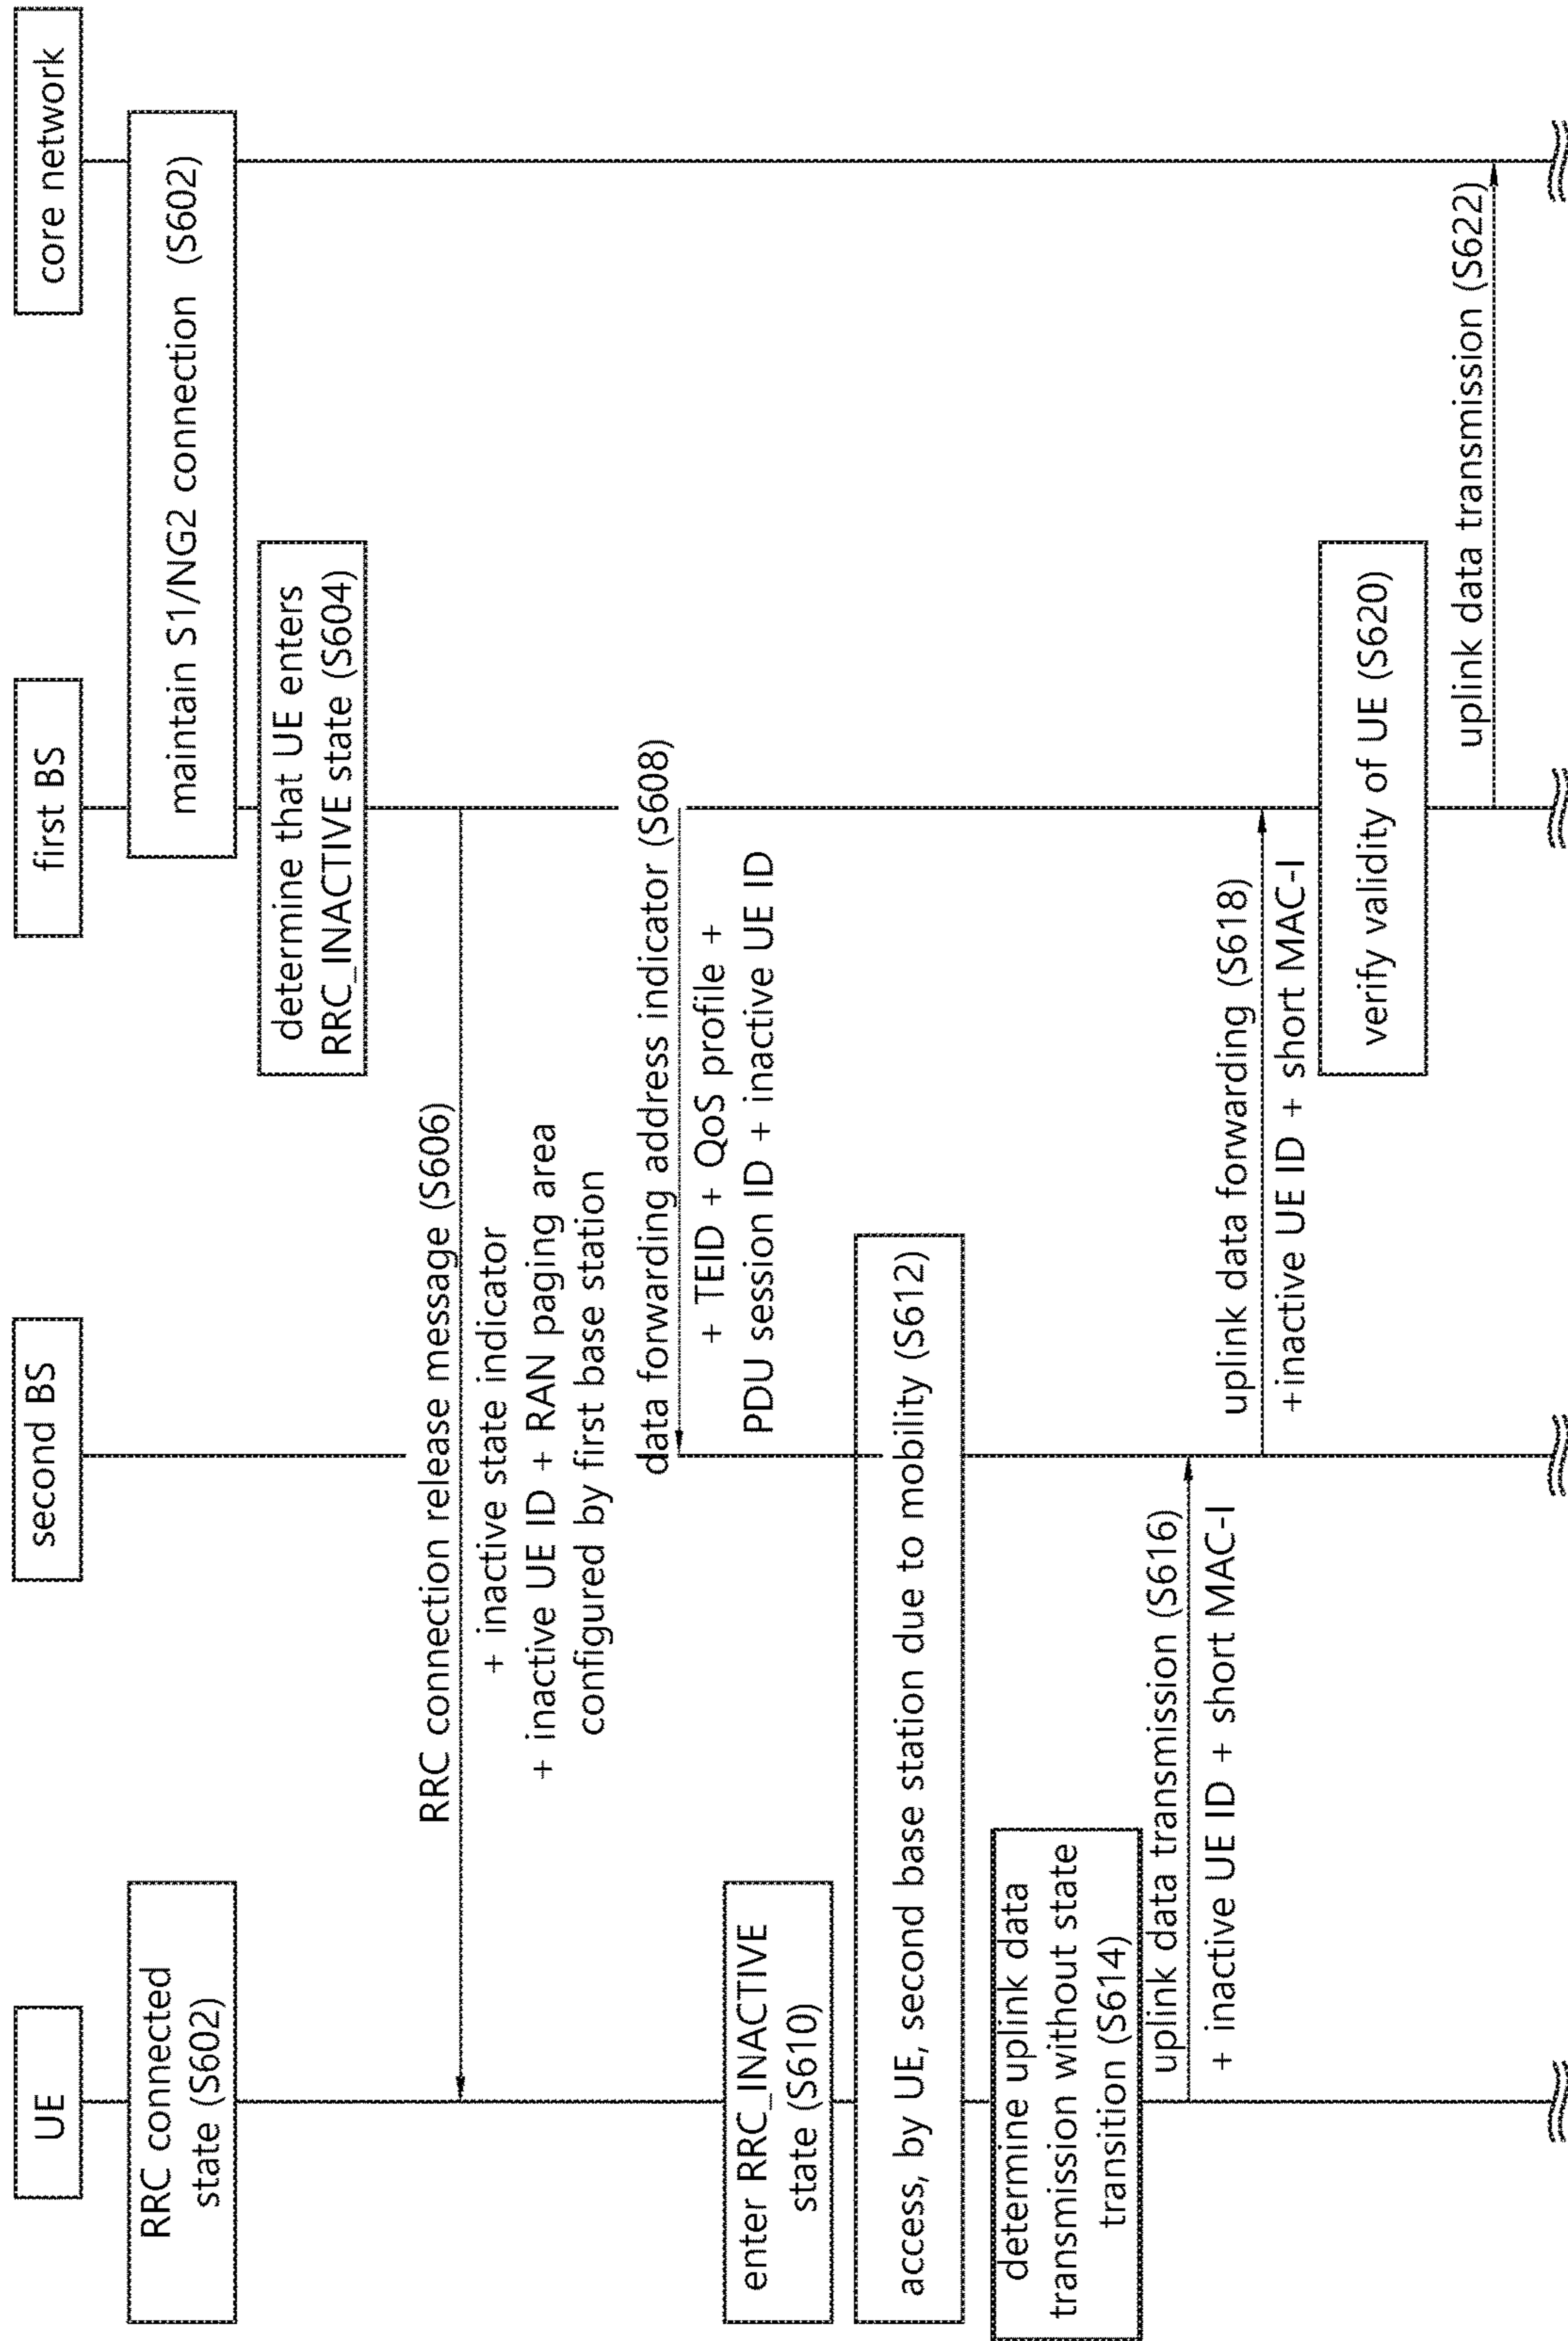 UE
second BS
first BS
core network
RRC connected
state (S602)
maintain S1/NG2 connection (S602)
determine that UE enters
RRC_INACTIVE state (S604)
RRC connection release message (S606)
+ inactive state indicator
+ inactive UE ID + RAN paging area
configured by first base station
data forwarding address indicator (S608)
+ TEID + QoS profile +
PDU session ID + inactive UE ID
enter RRC_INACTIVE
state (S610)
access, by UE, second base station due to mobility (S612)
determine uplink data
transmission without state
transition (S614)
uplink data transmission (S616)
+ inactive UE ID + short MAC-I
uplink data forwarding (S618)
+inactive UE ID + short MAC-I
verify validity of UE (S620)
uplink data transmission (S622)